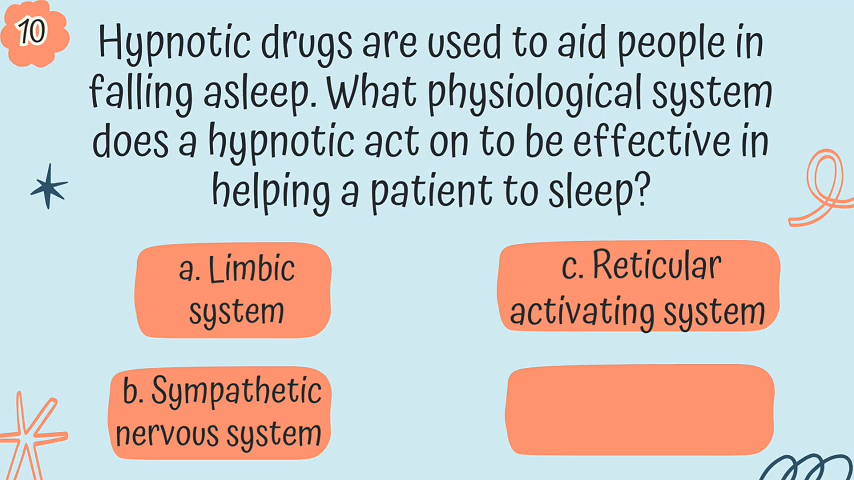 10
Hypnotic drugs are used to aid people in
falling asleep. What physiological system
does a hypnotic act on to be effective in
helping a patient to sleep?
a. Limbic
system
b. Sympathetic
nervous system
c. Reticular
activating system